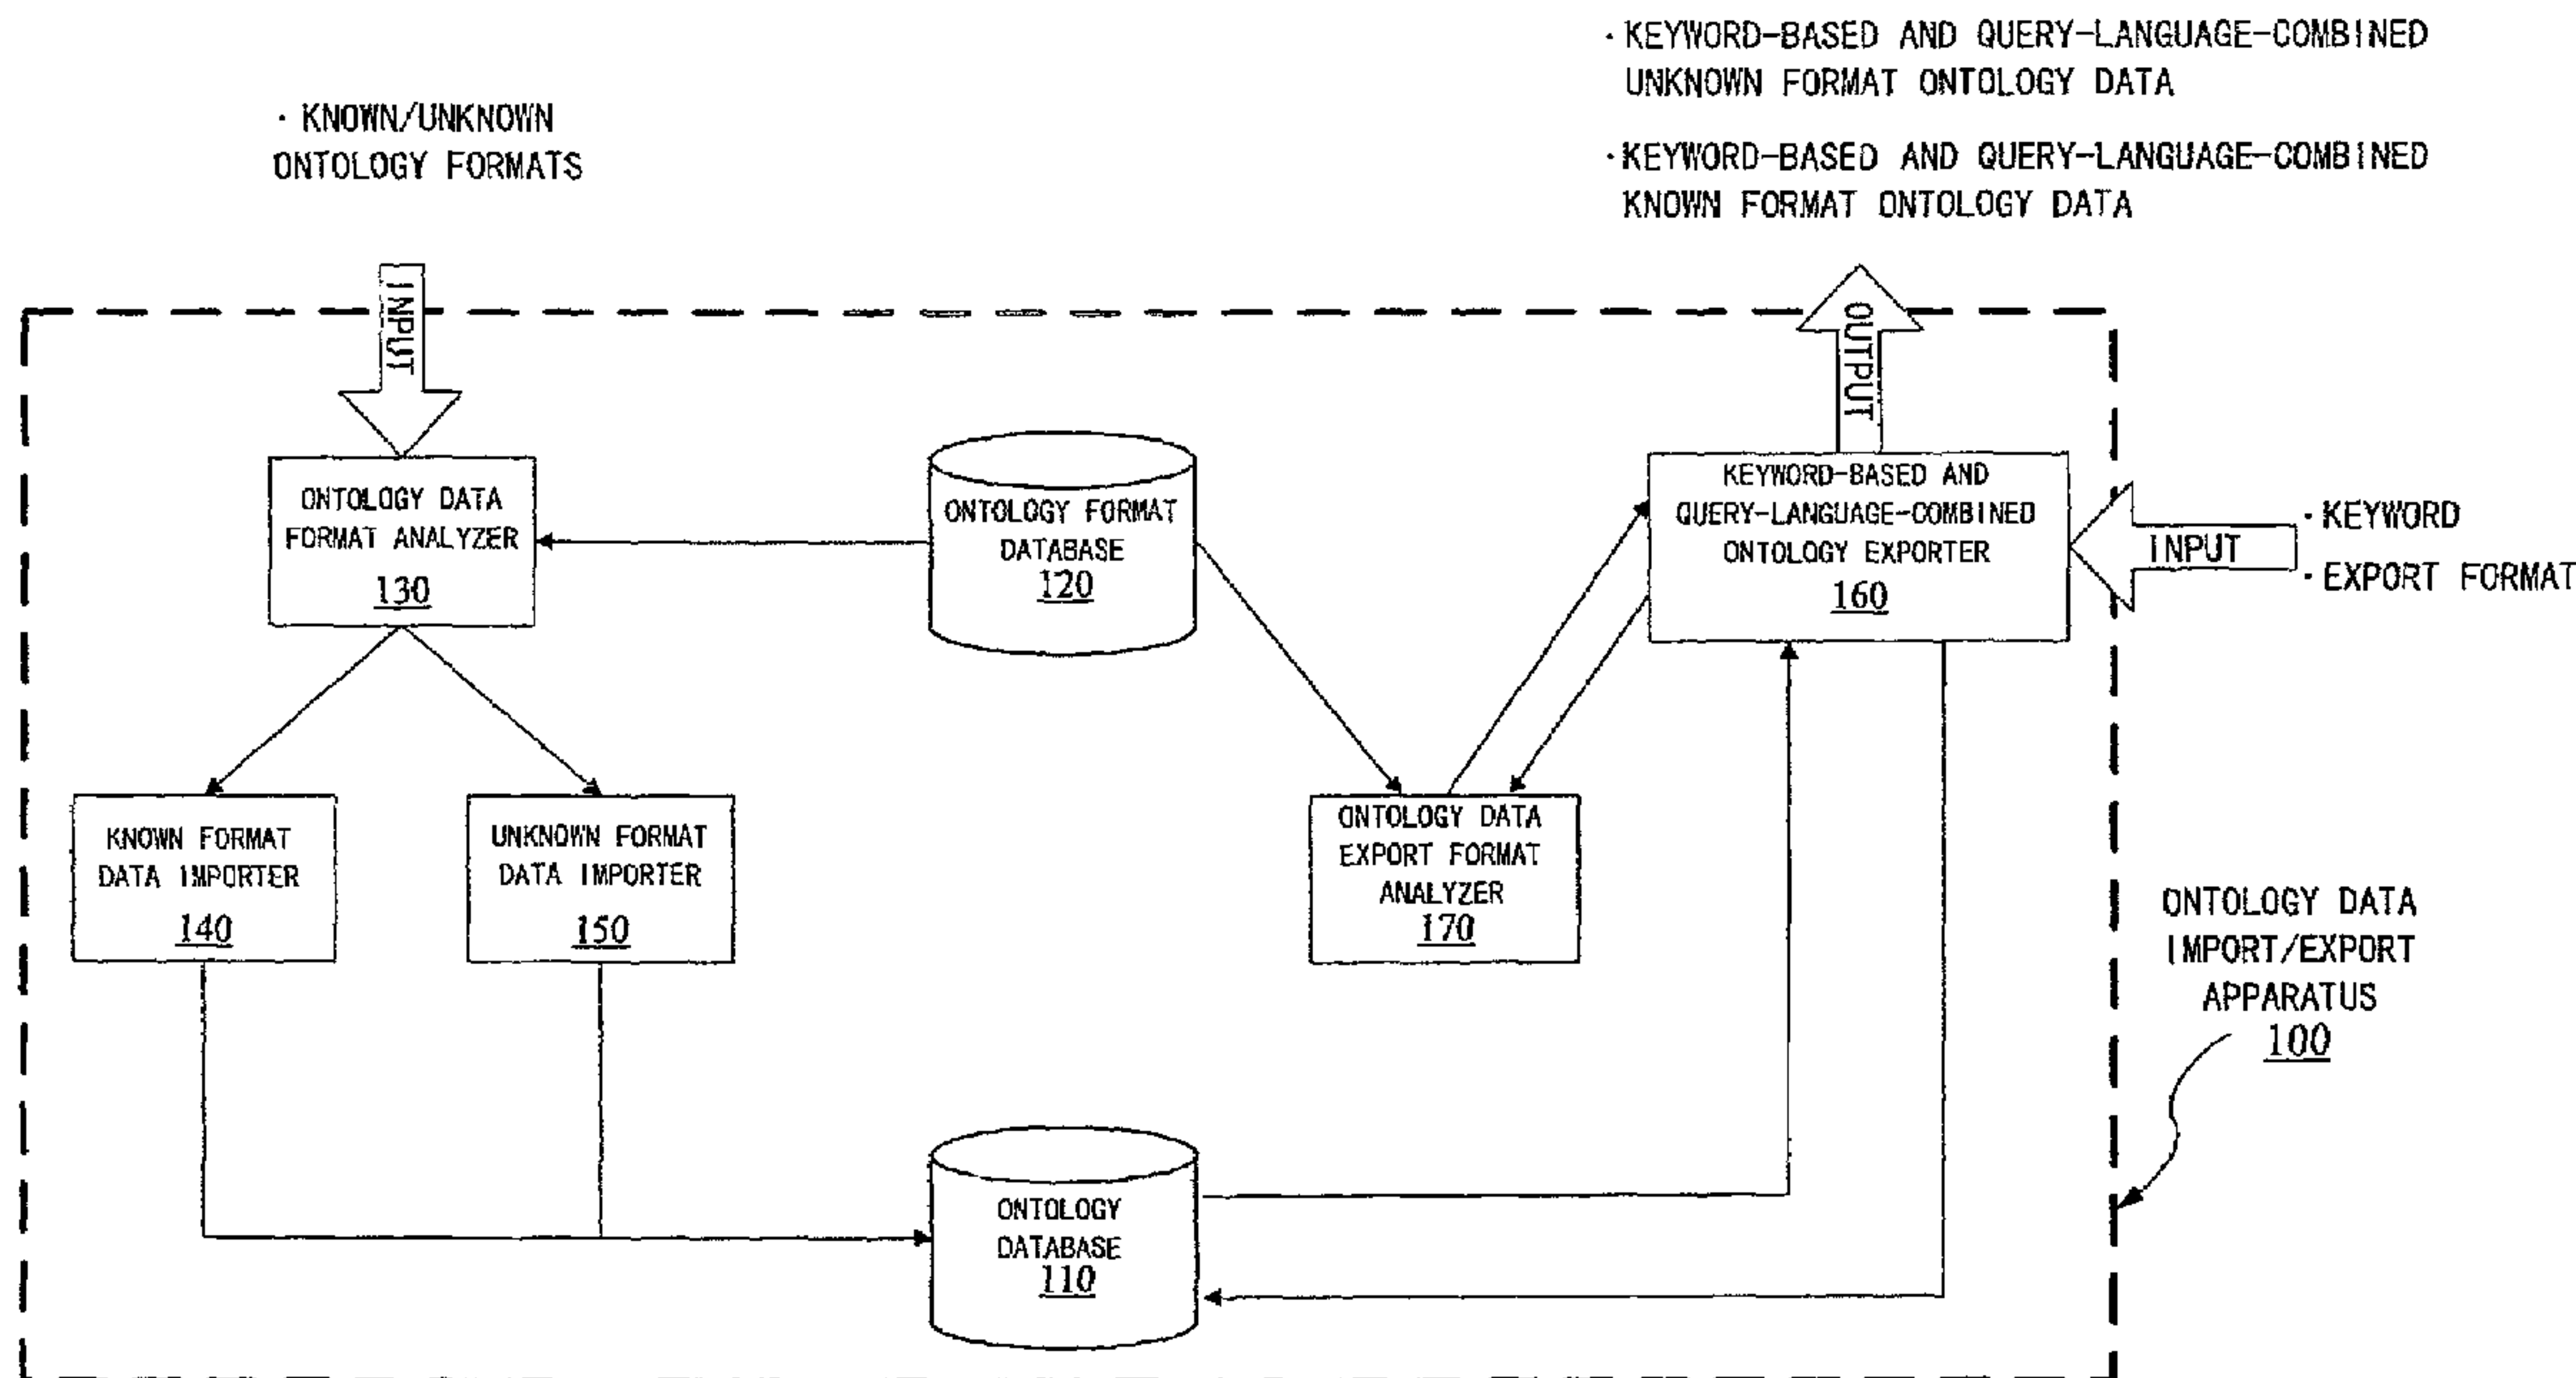 · KEYWORD-BASED AND QUERY-LANGUAGE-COMBINED
UNKNOWN FORMAT ONTOLOGY DATA
· KEYWORD-BASED AND QUERY-LANGUAGE-COMBINED
KNOWN FORMAT ONTOLOGY DATA
· KNOWN/UNKNOWN
ONTOLOGY FORMATS
INPUT
OUTPUT
ONTOLOGY DATA
FORMAT ANALYZER
130
ONTOLOGY FORMAT
DATABASE
120
KEYWORD-BASED AND
QUERY-LANGUAGE-COMBINED
ONTOLOGY EXPORTER
160
INPUT
· KEYWORD
· EXPORT FORMAT
KNOWN FORMAT
DATA IMPORTER
140
UNKNOWN FORMAT
DATA IMPORTER
150
ONTOLOGY DATA
EXPORT FORMAT
ANALYZER
170
ONTOLOGY DATA
IMPORT/EXPORT
APPARATUS
100
ONTOLOGY
DATABASE
110